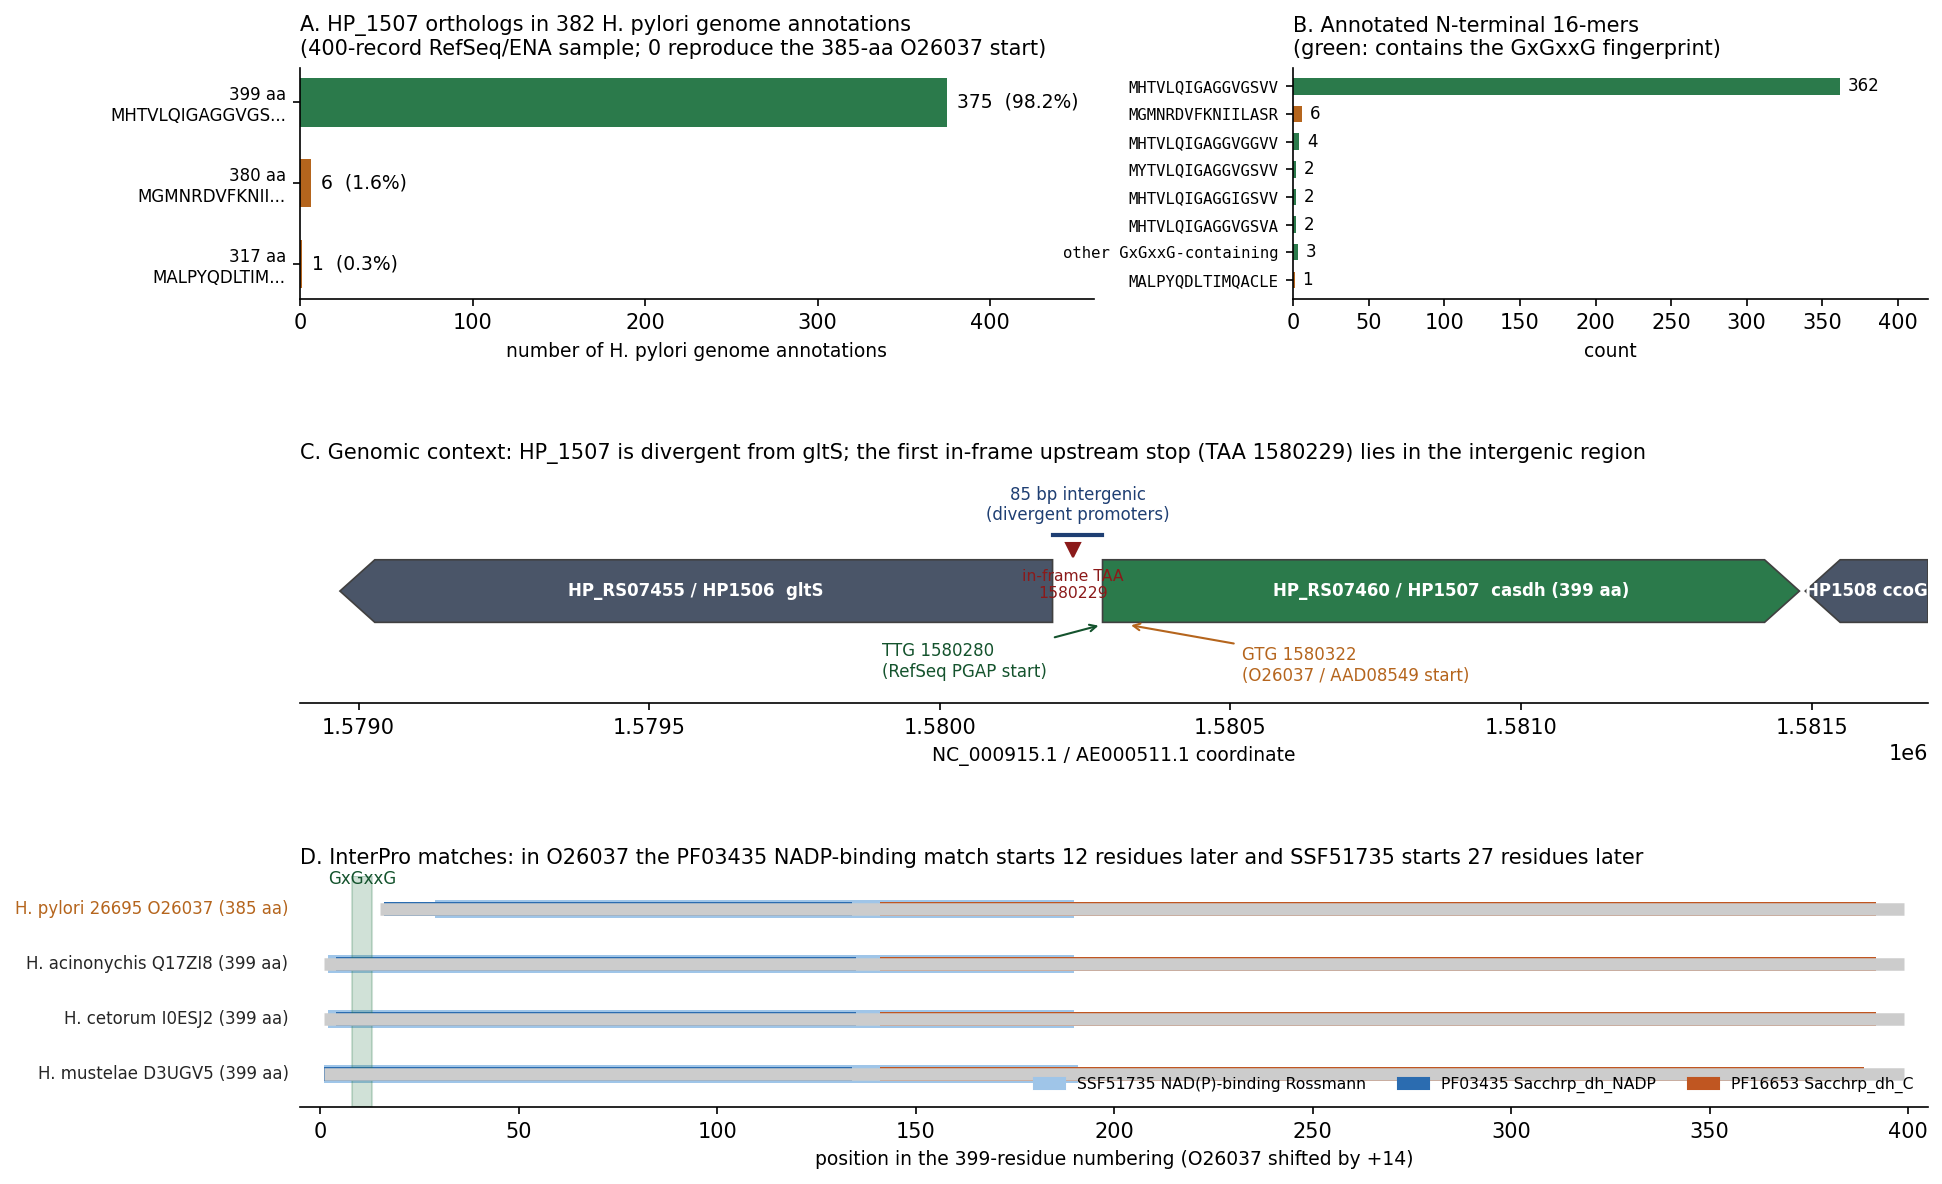 A. HP_1507 orthologs in 382 H. pylori genome annotations
(400-record RefSeq/ENA sample; 0 reproduce the 385-aa O26037 start)
399 aa
MHTVLQIGAGGVGS...
375  (98.2%)
380 aa
MGMNRDVFKNII...
6  (1.6%)
317 aa
MALPYQDLTIM...
1  (0.3%)
0 100 200 300 400
number of H. pylori genome annotations
B. Annotated N-terminal 16-mers
(green: contains the GxGxxG fingerprint)
MHTVLQIGAGGVGSVV 362
MGMNRDVFKNIILASR 6
MHTVLQIGAGGVGGVV 4
MYTVLQIGAGGVGSVV 2
MHTVLQIGAGGIGSVV 2
MHTVLQIGAGGVGSVA 2
other GxGxxG-containing 3
MALPYQDLTIMQACLE 1
0 50 100 150 200 250 300 350 400
count
C. Genomic context: HP_1507 is divergent from gltS; the first in-frame upstream stop (TAA 1580229) lies in the intergenic region
85 bp intergenic
(divergent promoters)
in-frame TAA
1580229
HP_RS07455 / HP1506  gltS
HP_RS07460 / HP1507  casdh (399 aa)
HP1508 ccoG
TTG 1580280
(RefSeq PGAP start)
GTG 1580322
(O26037 / AAD08549 start)
1.5790 1.5795 1.5800 1.5805 1.5810 1.5815
1e6
NC_000915.1 / AE000511.1 coordinate
D. InterPro matches: in O26037 the PF03435 NADP-binding match starts 12 residues later and SSF51735 starts 27 residues later
GxGxxG
H. pylori 26695 O26037 (385 aa)
H. acinonychis Q17ZI8 (399 aa)
H. cetorum I0ESJ2 (399 aa)
H. mustelae D3UGV5 (399 aa)
SSF51735 NAD(P)-binding Rossmann
PF03435 Sacchrp_dh_NADP
PF16653 Sacchrp_dh_C
0 50 100 150 200 250 300 350 400
position in the 399-residue numbering (O26037 shifted by +14)